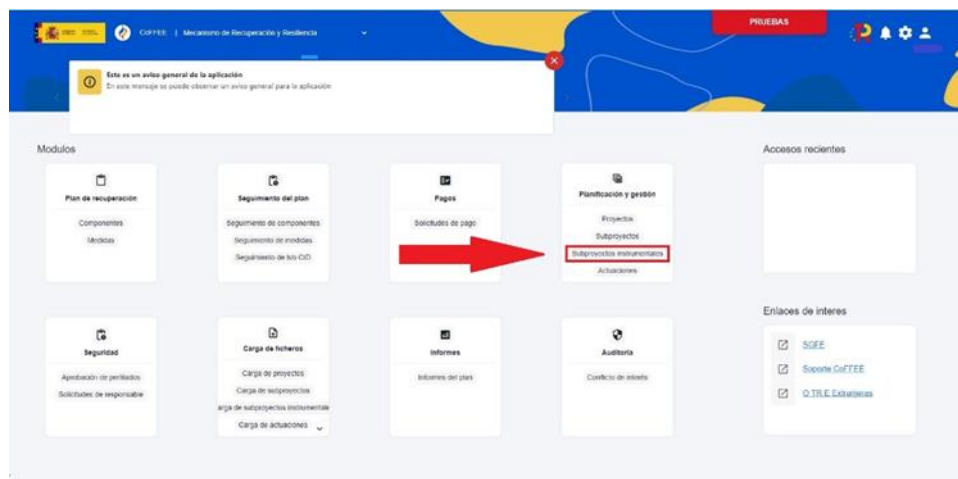 CoFFEE | Mecanismo de Recuperación y Resiliencia
PRUEBAS
Este es un aviso general de la aplicación
En este mensaje se puede observar un aviso general para la aplicación
Modulos
Accesos recientes
Plan de recuperación
Componentes
Medidas
Seguimiento del plan
Seguimiento de componentes
Seguimiento de medidas
Seguimiento de h/o CID
Pagos
Solicitudes de pago
Planificación y gestión
Proyectos
Subproyectos
Subproyectos instrumentales
Actuaciones
Enlaces de interes
SGFE
Soporte CoFFEE
O.TR.E Extranjeras
Seguridad
Aprobación de perfilados
Solicitudes de responsable
Carga de ficheros
Carga de proyectos
Carga de subproyectos
arga de subproyectos instrumentale
Carga de actuaciones
Informes
Informes del plan
Auditoria
Conflicto de interés